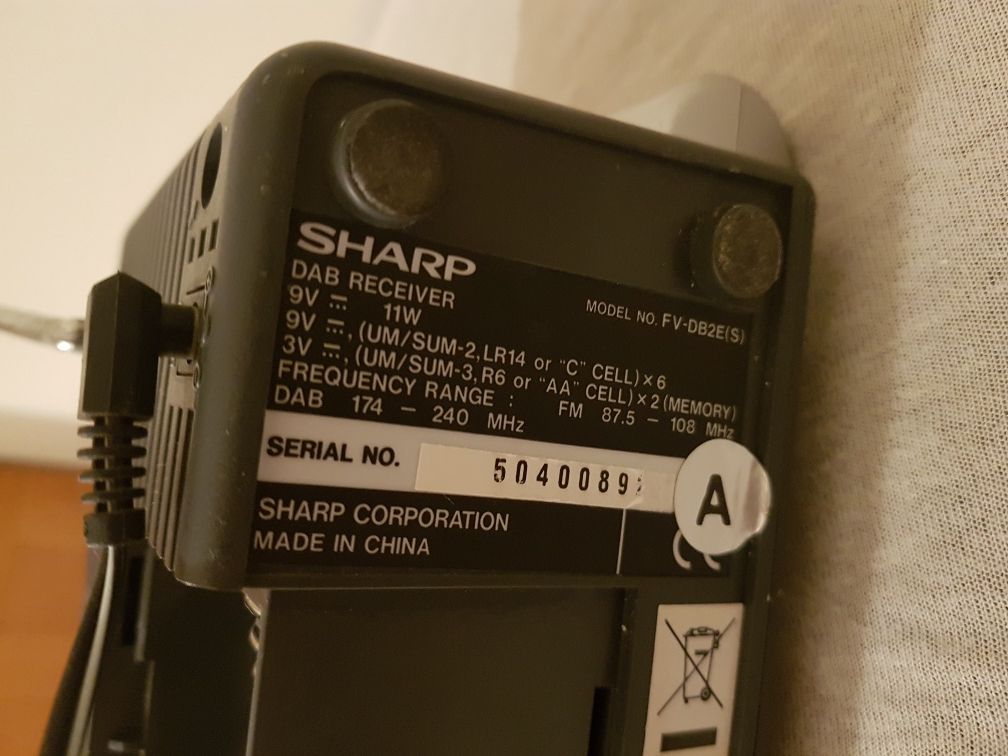 SHARP
DAB RECEIVER
MODEL NO. FV-DB2E(S)
9V 11W
9V , (UM/SUM-2, LR14 or "C" CELL) × 6
3V , (UM/SUM-3, R6 or "AA" CELL) × 2 (MEMORY)
FREQUENCY RANGE : FM 87.5 – 108 MHz
DAB 174 – 240 MHz
SERIAL NO. 5040089
A
SHARP CORPORATION
CE
MADE IN CHINA